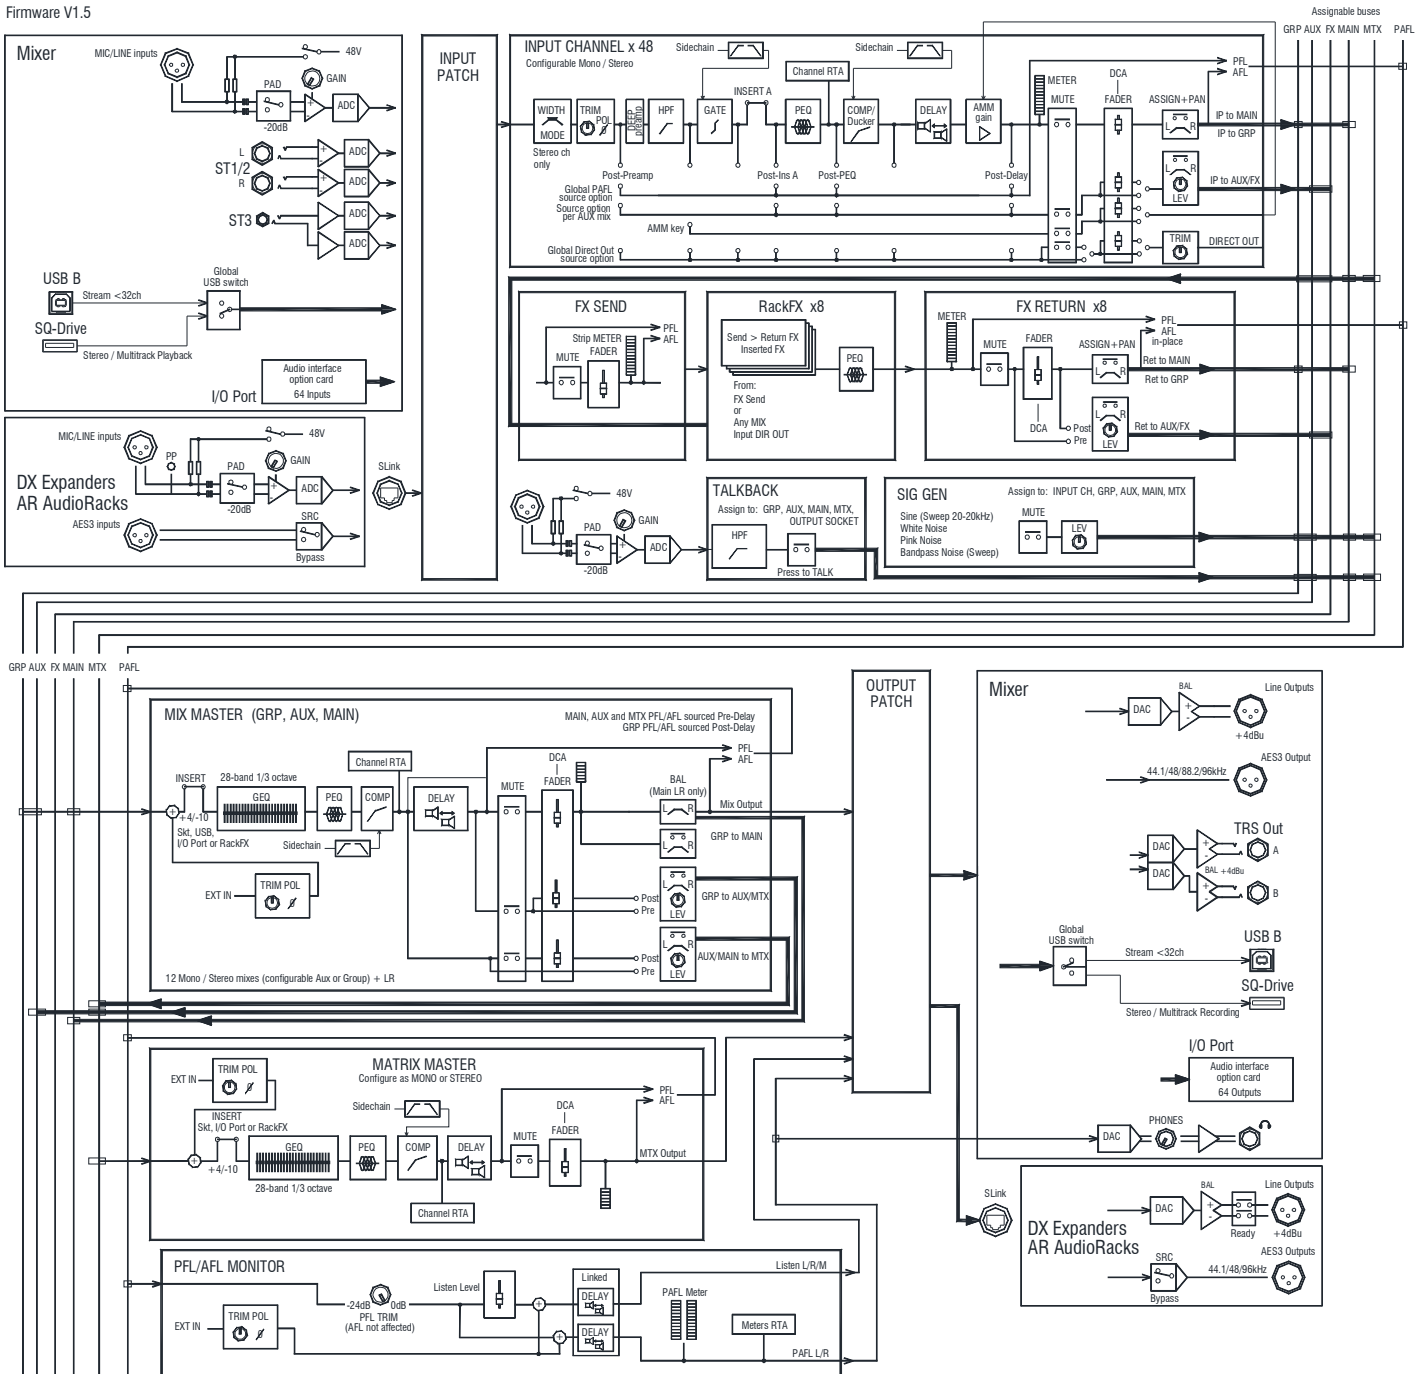 Firmware V1.5
Assignable buses
GRP AUX FX MAIN MTX PAFL
Mixer
MIC/LINE inputs
48V
PAD
GAIN
ADC
-20dB
L
ST1/2
R
ADC
ADC
ST3
ADC
ADC
USB B
Stream <32ch
Global
USB switch
SQ-Drive
Stereo / Multitrack Playback
I/O Port
Audio interface
option card
64 Inputs
MIC/LINE inputs
48V
PP
PAD
GAIN
ADC
-20dB
DX Expanders
AR AudioRacks
AES3 inputs
SRC
Bypass
SLink
INPUT
PATCH
INPUT CHANNEL x 48
Configurable Mono / Stereo
Sidechain
Sidechain
Channel RTA
INSERT A
WIDTH
MODE
Stereo ch
only
TRIM
POL
DEEP
preamp
HPF
GATE
PEQ
COMP/
Ducker
DELAY
AMM
gain
METER
MUTE
DCA
FADER
ASSIGN+PAN
L R
PFL
AFL
IP to MAIN
IP to GRP
L R
LEV
IP to AUX/FX
TRIM
DIRECT OUT
Post-Preamp
Post-Ins A
Post-PEQ
Post-Delay
Global PAFL
source option
Source option
per AUX mix
AMM key
Global Direct Out
source option
FX SEND
PFL
AFL
Strip METER
FADER
MUTE
RackFX x8
Send > Return FX
Inserted FX
From:
FX Send
or
Any MIX
Input DIR OUT
PEQ
FX RETURN x8
METER
MUTE
FADER
DCA
ASSIGN+PAN
L R
PFL
AFL
in-place
Ret to MAIN
Ret to GRP
L R
LEV
Post
Pre
Ret to AUX/FX
48V
PAD
GAIN
ADC
-20dB
TALKBACK
Assign to: GRP, AUX, MAIN, MTX,
OUTPUT SOCKET
HPF
Press to TALK
SIG GEN
Assign to: INPUT CH, GRP, AUX, MAIN, MTX
Sine (Sweep 20-20kHz)
White Noise
Pink Noise
Bandpass Noise (Sweep)
MUTE
LEV
GRP AUX FX MAIN MTX PAFL
MIX MASTER (GRP, AUX, MAIN)
MAIN, AUX and MTX PFL/AFL sourced Pre-Delay
GRP PFL/AFL sourced Post-Delay
PFL
AFL
Channel RTA
INSERT
+4/-10
Skt, USB,
I/O Port or RackFX
28-band 1/3 octave
GEQ
PEQ
COMP
DELAY
MUTE
DCA
FADER
BAL
(Main LR only)
L R
Mix Output
L R
GRP to MAIN
Sidechain
EXT IN
TRIM POL
Post
Pre
L R
LEV
GRP to AUX/MTX
Post
Pre
L R
LEV
AUX/MAIN to MTX
12 Mono / Stereo mixes (configurable Aux or Group) + LR
MATRIX MASTER
Configure as MONO or STEREO
EXT IN
TRIM POL
INSERT
Skt, I/O Port or RackFX
+4/-10
GEQ
28-band 1/3 octave
PEQ
Sidechain
COMP
DELAY
Channel RTA
MUTE
DCA
FADER
PFL
AFL
MTX Output
PFL/AFL MONITOR
EXT IN
TRIM POL
-24dB 0dB
PFL TRIM
(AFL not affected)
Listen Level
Linked
DELAY
DELAY
PAFL Meter
Meters RTA
Listen L/R/M
PAFL L/R
OUTPUT
PATCH
SLink
Mixer
DAC
BAL
Line Outputs
+4dBu
44.1/48/88.2/96kHz
AES3 Output
TRS Out
DAC
A
DAC
BAL +4dBu
B
Global
USB switch
Stream <32ch
USB B
SQ-Drive
Stereo / Multitrack Recording
I/O Port
Audio interface
option card
64 Outputs
DAC
PHONES
DX Expanders
AR AudioRacks
DAC
BAL
Ready
Line Outputs
+4dBu
SRC
Bypass
44.1/48/96kHz
AES3 Outputs